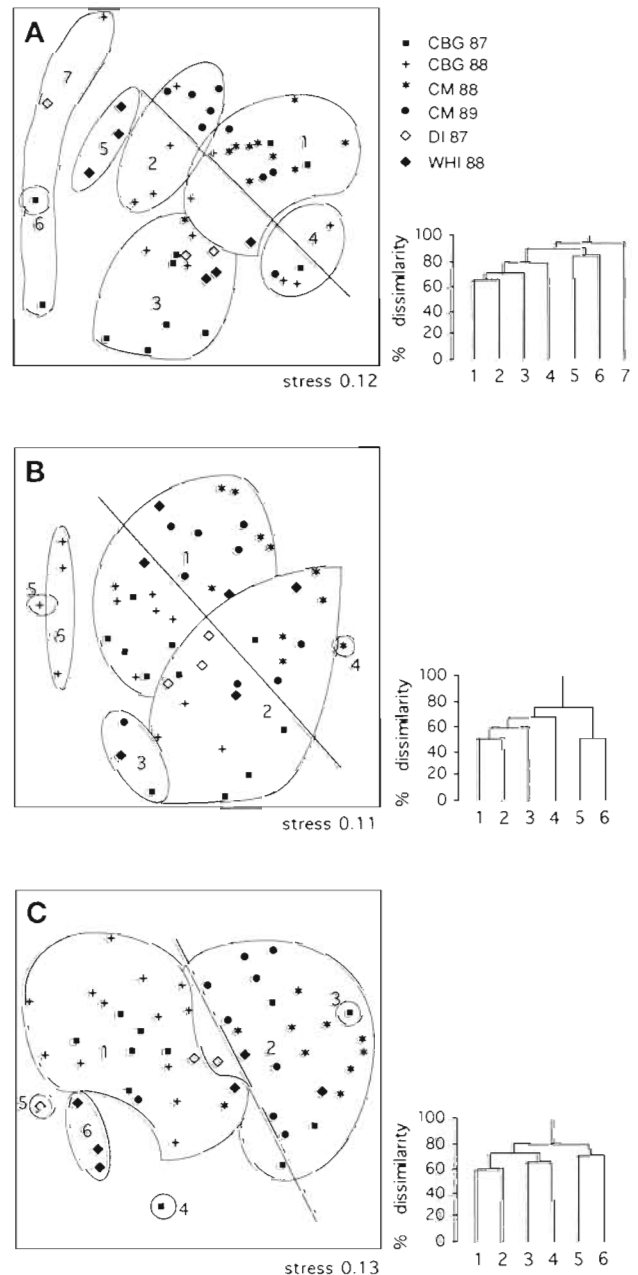 A
7
5
2
1
6
4
3
stress 0.12
CBG 87
CBG 88
CM 88
CM 89
DI 87
WHI 88
% dissimilarity
100
80
60
40
20
0
1 2 3 4 5 6 7
B
1
5
6
4
2
3
stress 0.11
% dissimilarity
100
80
60
40
20
0
1 2 3 4 5 6
C
3
1
2
5
6
4
stress 0.13
% dissimilarity
100
80
60
40
20
0
1 2 3 4 5 6